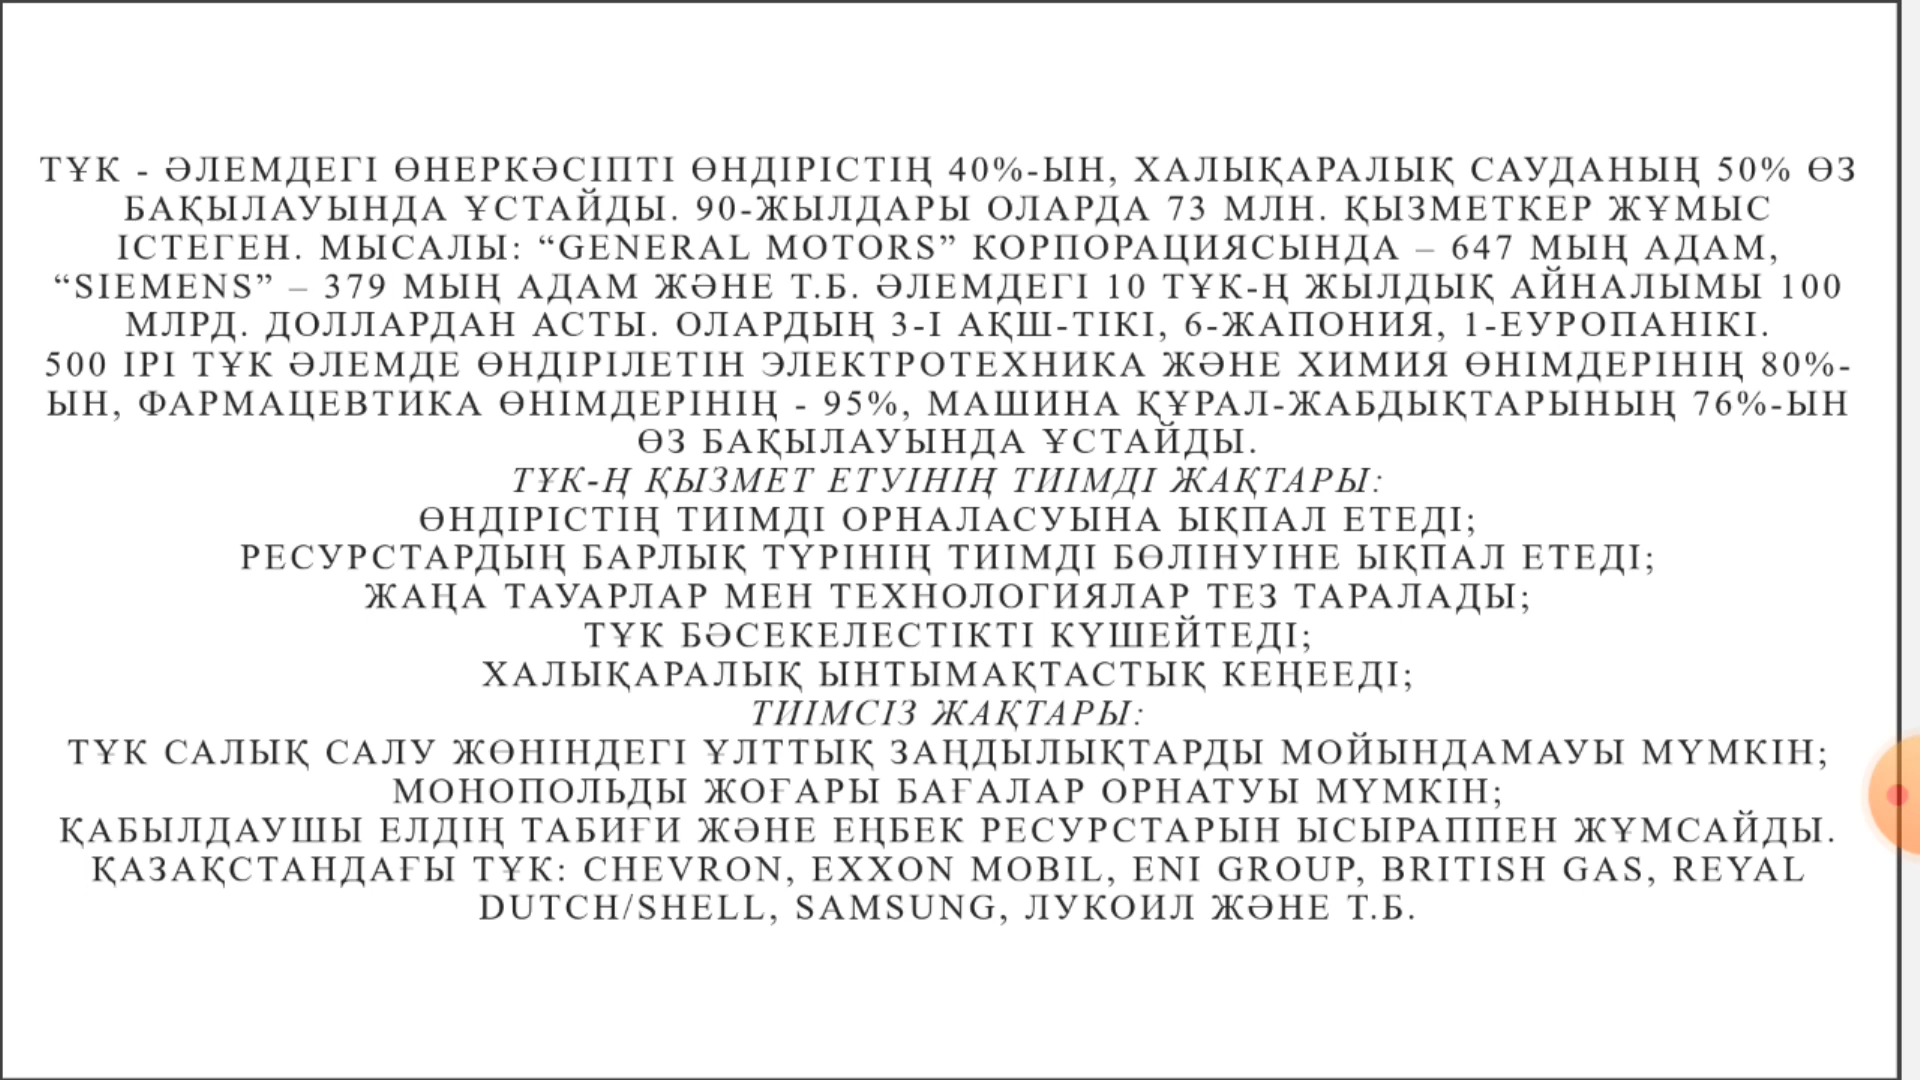 ТҰК - ӘЛЕМДЕГІ ӨНЕРКӘСІПТІ ӨНДІРІСТІҢ 40%-ЫН, ХАЛЫҚАРАЛЫҚ САУДАНЫҢ 50% ӨЗ
БАҚЫЛАУЫНДА ҰСТАЙДЫ. 90-ЖЫЛДАРЫ ОЛАРДА 73 МЛН. ҚЫЗМЕТКЕР ЖҰМЫС
ІСТЕГЕН. МЫСАЛЫ: “GENERAL MOTORS” КОРПОРАЦИЯСЫНДА – 647 МЫҢ АДАМ,
“SIEMENS” – 379 МЫҢ АДАМ ЖӘНЕ Т.Б. ӘЛЕМДЕГІ 10 ТҰК-Ң ЖЫЛДЫҚ АЙНАЛЫМЫ 100
МЛРД. ДОЛЛАРДАН АСТЫ. ОЛАРДЫҢ 3-І АҚШ-ТІКІ, 6-ЖАПОНИЯ, 1-ЕУРОПАНІКІ.
500 ІРІ ТҰК ӘЛЕМДЕ ӨНДІРІЛЕТІН ЭЛЕКТРОТЕХНИКА ЖӘНЕ ХИМИЯ ӨНІМДЕРІНІҢ 80%-
ЫН, ФАРМАЦЕВТИКА ӨНІМДЕРІНІҢ - 95%, МАШИНА ҚҰРАЛ-ЖАБДЫҚТАРЫНЫҢ 76%-ЫН
ӨЗ БАҚЫЛАУЫНДА ҰСТАЙДЫ.
ТҰК-Ң ҚЫЗМЕТ ЕТУІНІҢ ТИІМДІ ЖАҚТАРЫ:
ӨНДІРІСТІҢ ТИІМДІ ОРНАЛАСУЫНА ЫҚПАЛ ЕТЕДІ;
РЕСУРСТАРДЫҢ БАРЛЫҚ ТҮРІНІҢ ТИІМДІ БӨЛІНУІНЕ ЫҚПАЛ ЕТЕДІ;
ЖАҢА ТАУАРЛАР МЕН ТЕХНОЛОГИЯЛАР ТЕЗ ТАРАЛАДЫ;
ТҰК БӘСЕКЕЛЕСТІКТІ КҮШЕЙТЕДІ;
ХАЛЫҚАРАЛЫҚ ЫНТЫМАҚТАСТЫҚ КЕҢЕЕДІ;
ТИІМСІЗ ЖАҚТАРЫ:
ТҰК САЛЫҚ САЛУ ЖӨНІНДЕГІ ҰЛТТЫҚ ЗАҢДЫЛЫҚТАРДЫ МОЙЫНДАМАУЫ МҮМКІН;
МОНОПОЛЬДЫ ЖОҒАРЫ БАҒАЛАР ОРНАТУЫ МҮМКІН;
ҚАБЫЛДАУШЫ ЕЛДІҢ ТАБИҒИ ЖӘНЕ ЕҢБЕК РЕСУРСТАРЫН ЫСЫРАППЕН ЖҰМСАЙДЫ.
ҚАЗАҚСТАНДАҒЫ ТҰК: CHEVRON, EXXON MOBIL, ENI GROUP, BRITISH GAS, REYAL
DUTCH/SHELL, SAMSUNG, ЛУКОИЛ ЖӘНЕ Т.Б.